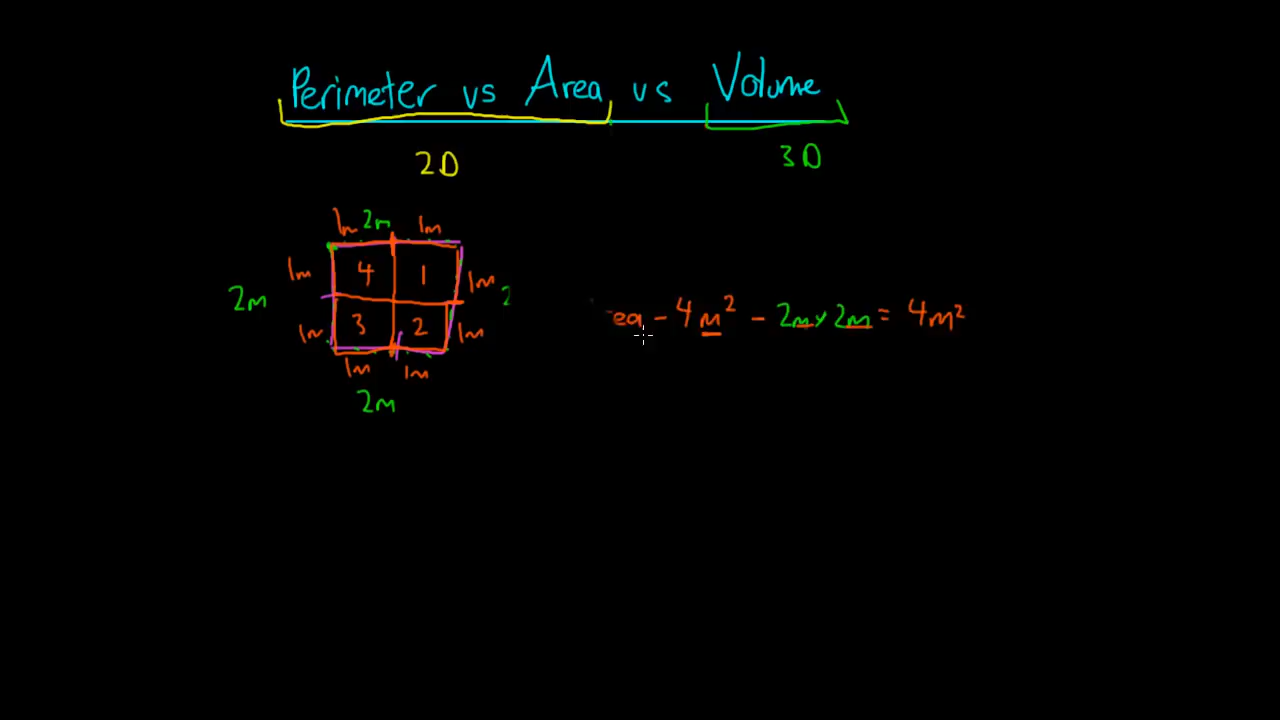 Perimeter vs Area vs Volume
2D
3D
1m 2m 1m
4 1
1m 1m
2m 2
3 2
1m 1m
1m 1m
2m
ea - 4m² - 2m x 2m = 4m²